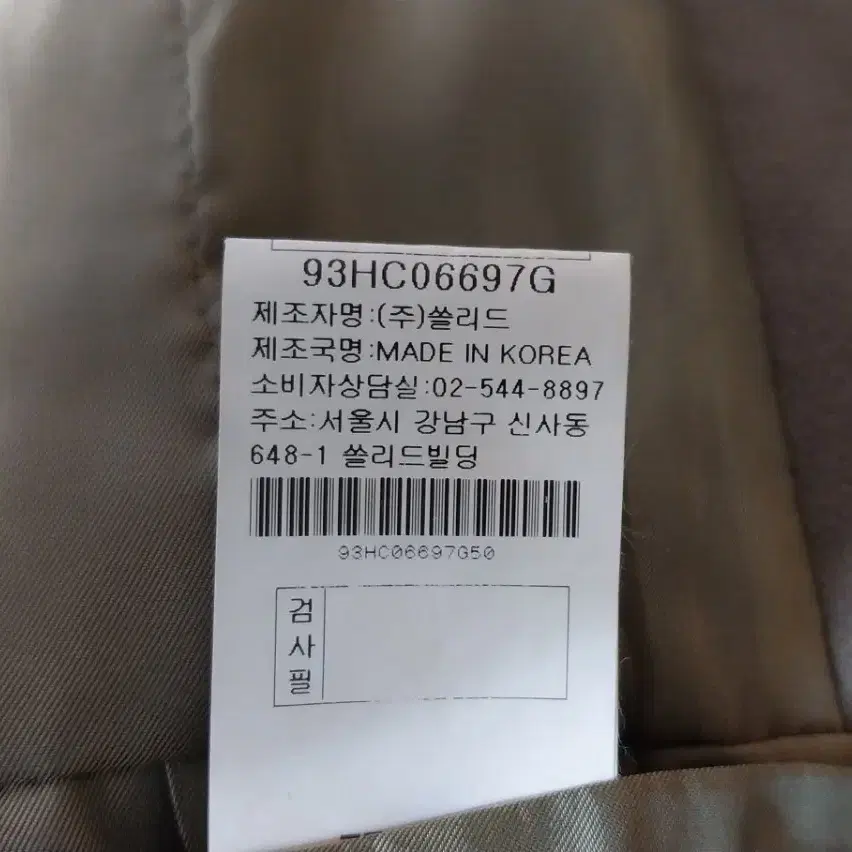 93HC06697G
제조자명:(주)쏠리드
제조국명:MADE IN KOREA
소비자상담실:02-544-8897
주소:서울시 강남구 신사동
648-1 쏠리드빌딩
93HC06697G50
검
사
필